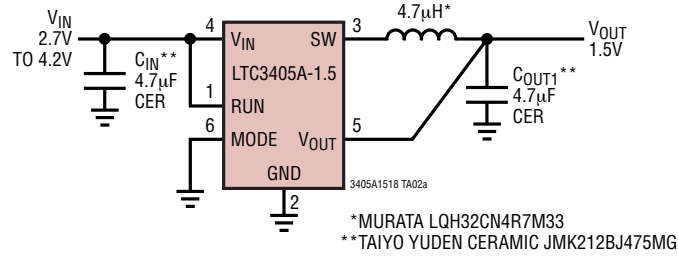 VIN
2.7V
TO 4.2V
CIN**
4.7µF
CER
4
VIN
LTC3405A-1.5
1
RUN
6
MODE
SW
3
4.7µH*
VOUT
1.5V
COUT1**
4.7µF
CER
VOUT
5
GND
2
3405A1518 TA02a
*MURATA LQH32CN4R7M33
**TAIYO YUDEN CERAMIC JMK212BJ475MG